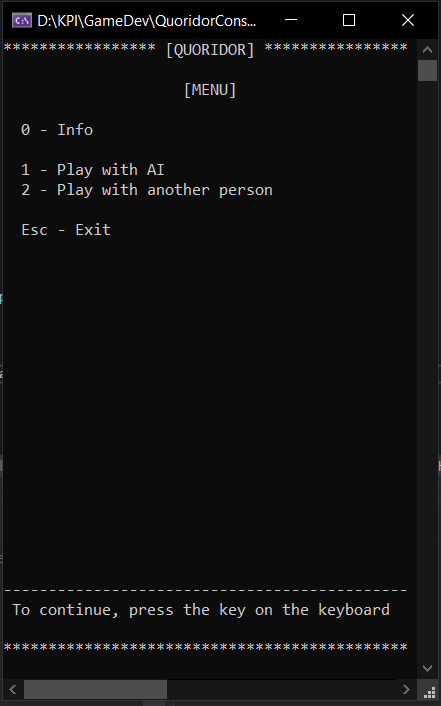 D:\KPI\GameDev\QuoridorCons...
***************** [QUORIDOR] ****************
[MENU]
0 - Info
1 - Play with AI
2 - Play with another person
Esc - Exit
---------------------------------------------
To continue, press the key on the keyboard
*********************************************